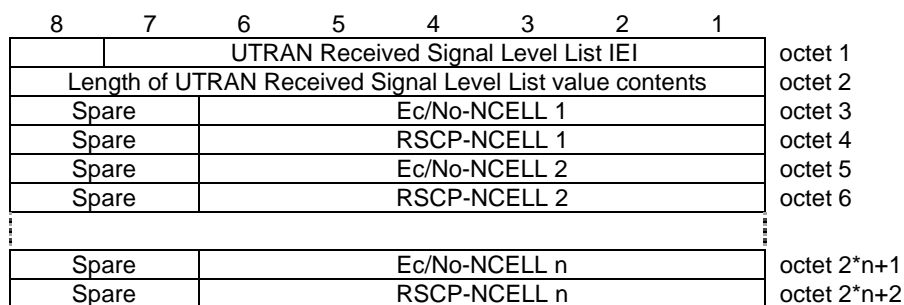 8 7 6 5 4 3 2 1
UTRAN Received Signal Level List IEI octet 1
Length of UTRAN Received Signal Level List value contents octet 2
Spare Ec/No-NCELL 1 octet 3
Spare RSCP-NCELL 1 octet 4
Spare Ec/No-NCELL 2 octet 5
Spare RSCP-NCELL 2 octet 6
Spare Ec/No-NCELL n octet 2*n+1
Spare RSCP-NCELL n octet 2*n+2